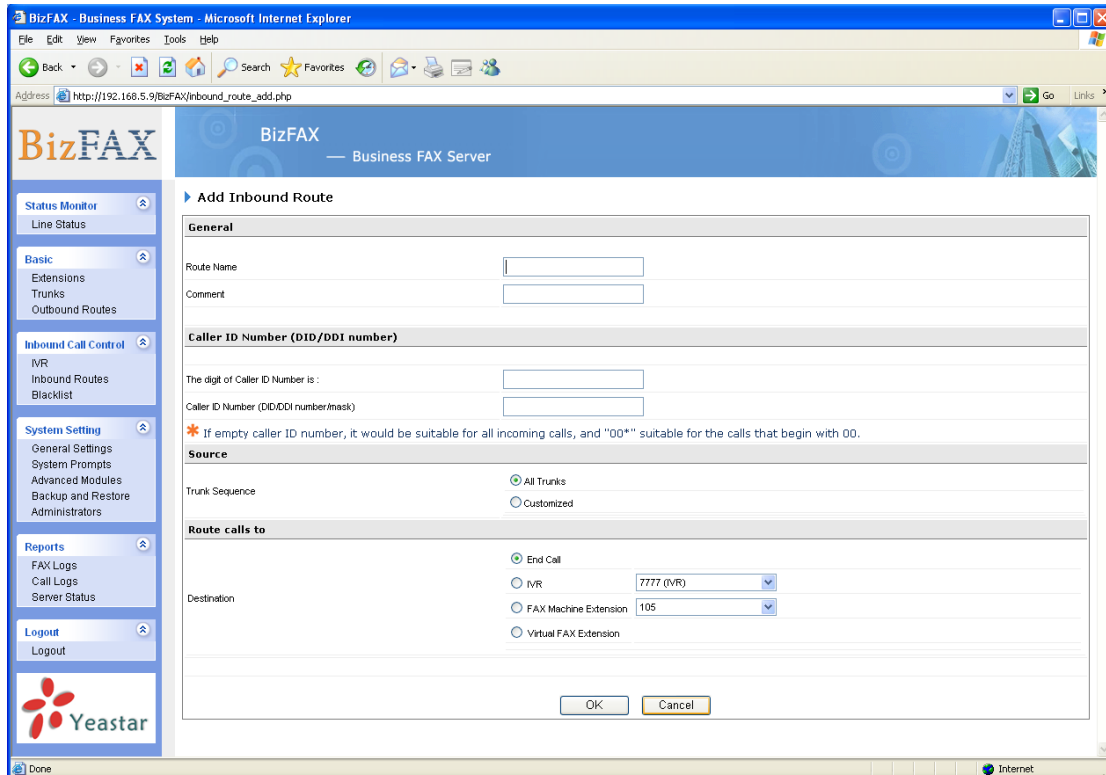 BizFAX - Business FAX System - Microsoft Internet Explorer
File Edit View Favorites Tools Help
Back Search Favorites
Address http://192.168.5.9/BizFAX/inbound_route_add.php Go Links
BizFAX
BizFAX
— Business FAX Server
Status Monitor
Line Status
Basic
Extensions
Trunks
Outbound Routes
Inbound Call Control
IVR
Inbound Routes
Blacklist
System Setting
General Settings
System Prompts
Advanced Modules
Backup and Restore
Administrators
Reports
FAX Logs
Call Logs
Server Status
Logout
Logout
Yeastar
Add Inbound Route
General
Route Name
Comment
Caller ID Number (DID/DDI number)
The digit of Caller ID Number is :
Caller ID Number (DID/DDI number/mask)
* If empty caller ID number, it would be suitable for all incoming calls, and "00*" suitable for the calls that begin with 00.
Source
Trunk Sequence
All Trunks
Customized
Route calls to
Destination
End Call
IVR 7777 (IVR)
FAX Machine Extension 105
Virtual FAX Extension
OK Cancel
Done Internet